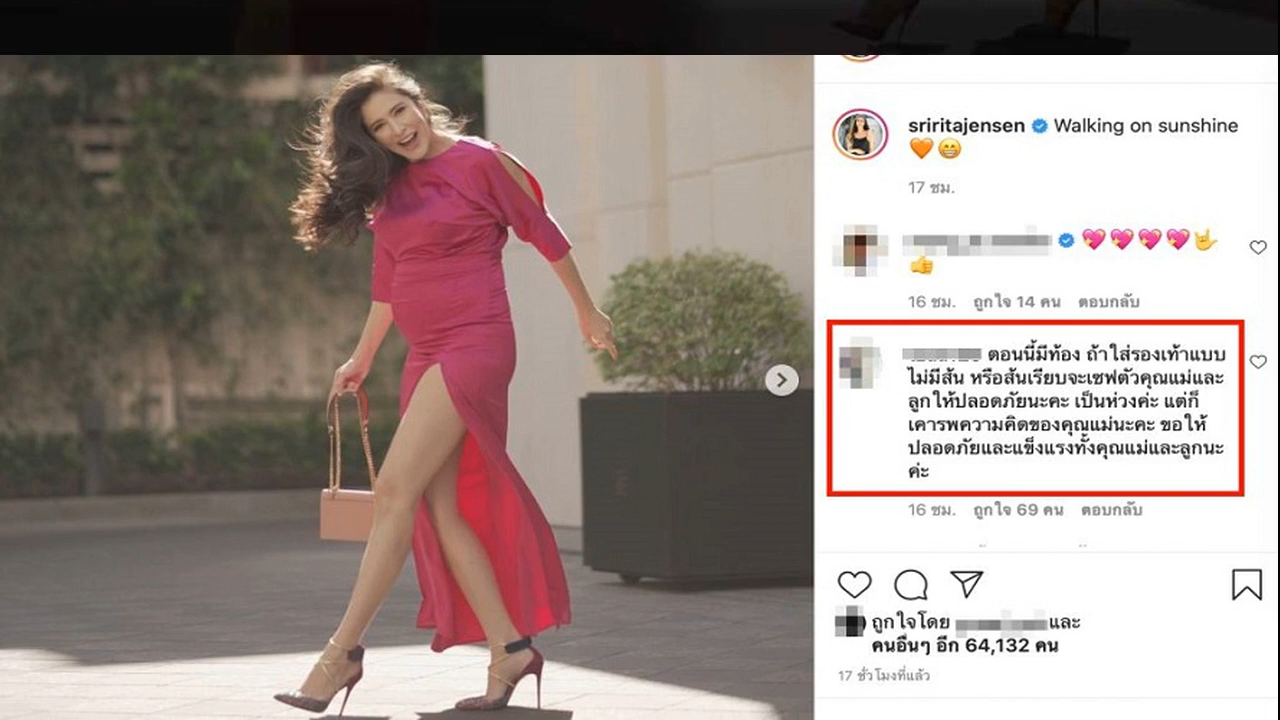 sriritajensen Walking on sunshine
🧡😁
17 ชม.
💖💖💖💖🤟
👍
16 ชม. ถูกใจ 14 คน ตอบกลับ
ตอนนี้มีท้อง ถ้าใส่รองเท้าแบบ
ไม่มีส้น หรือส้นเรียบจะเซฟตัวคุณแม่และ
ลูกให้ปลอดภัยนะคะ เป็นห่วงค่ะ แต่ก็
เคารพความคิดของคุณแม่นะคะ ขอให้
ปลอดภัยและแข็งแรงทั้งคุณแม่และลูกนะ
ค่ะ
16 ชม. ถูกใจ 69 คน ตอบกลับ
ถูกใจโดย และ
คนอื่นๆ อีก 64,132 คน
17 ชั่วโมงที่แล้ว